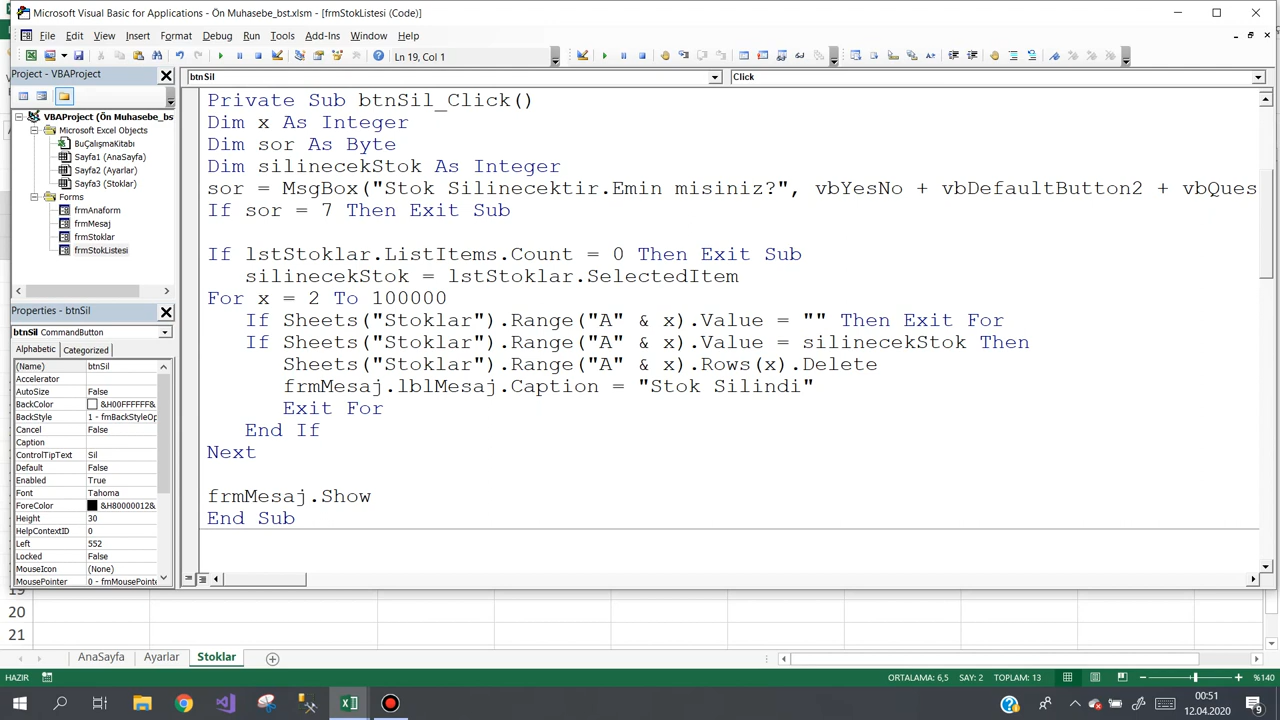 Microsoft Visual Basic for Applications - Ön Muhasebe_bst.xlsm - [frmStokListesi (Code)]
File Edit View Insert Format Debug Run Tools Add-Ins Window Help
Ln 19, Col 1
Project - VBAProject
btnSil
Click
VBAProject (Ön Muhasebe_bst
Microsoft Excel Objects
BuÇalışmaKitabı
Sayfa1 (AnaSayfa)
Sayfa2 (Ayarlar)
Sayfa3 (Stoklar)
Forms
frmAnaform
frmMesaj
frmStoklar
frmStokListesi
Properties - btnSil
btnSil CommandButton
Alphabetic Categorized
(Name) btnSil
Accelerator
AutoSize False
BackColor &H00FFFFFF&
BackStyle 1 - fmBackStyleOp
Cancel False
Caption
ControlTipText Sil
Default False
Enabled True
Font Tahoma
ForeColor &H80000012&
Height 30
HelpContextID 0
Left 552
Locked False
MouseIcon (None)
MousePointer 0 - fmMousePointe
Private Sub btnSil_Click()
Dim x As Integer
Dim sor As Byte
Dim silinecekStok As Integer
sor = MsgBox("Stok Silinecektir.Emin misiniz?", vbYesNo + vbDefaultButton2 + vbQues
If sor = 7 Then Exit Sub
If lstStoklar.ListItems.Count = 0 Then Exit Sub
silinecekStok = lstStoklar.SelectedItem
For x = 2 To 100000
If Sheets("Stoklar").Range("A" & x).Value = "" Then Exit For
If Sheets("Stoklar").Range("A" & x).Value = silinecekStok Then
Sheets("Stoklar").Range("A" & x).Rows(x).Delete
frmMesaj.lblMesaj.Caption = "Stok Silindi"
Exit For
End If
Next
frmMesaj.Show
End Sub
19
20
21
AnaSayfa Ayarlar Stoklar
HAZIR
ORTALAMA: 6,5 SAY: 2 TOPLAM: 13
%140
00:51
12.04.2020
9